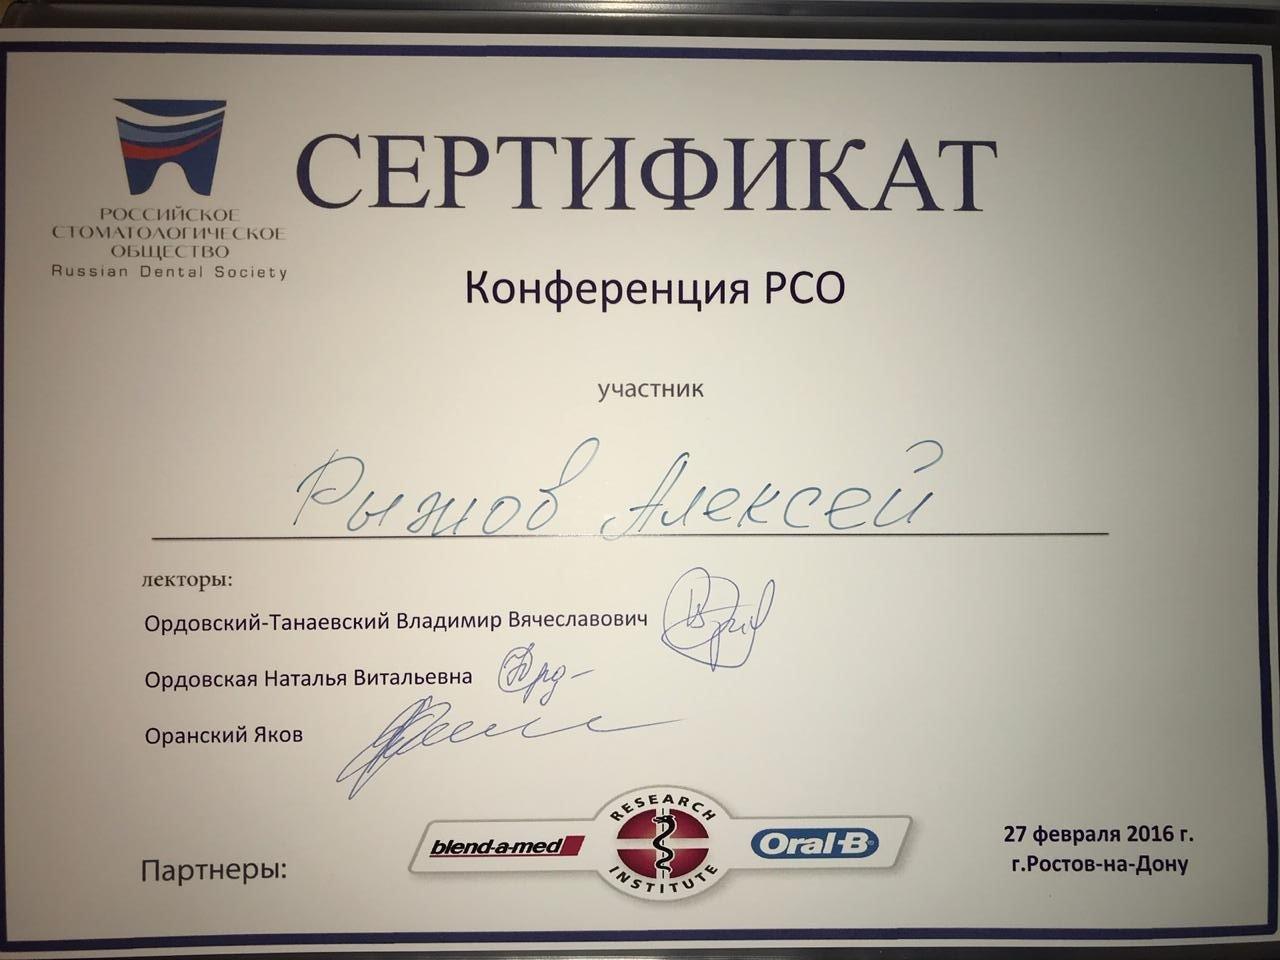 РОССИЙСКОЕ
СТОМАТОЛОГИЧЕСКОЕ
ОБЩЕСТВО
Russian Dental Society
СЕРТИФИКАТ
Конференция РСО
участник
Рыжов Алексей
лекторы:
Ордовский-Танаевский Владимир Вячеславович
Ордовская Наталья Витальевна
Оранский Яков
Партнеры:
blend-a-med
RESEARCH
INSTITUTE
Oral-B
27 февраля 2016 г.
г.Ростов-на-Дону